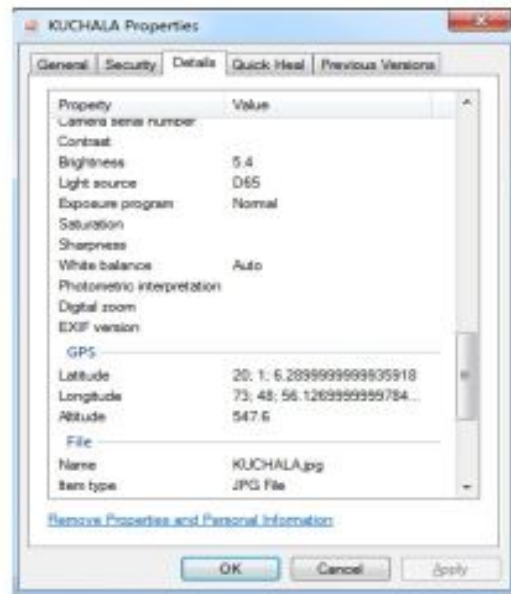 KUCHALA Properties
General Security Details Quick Heal Previous Versions
Property Value
Camera serial number
Contrast
Brightness 5.4
Light source D65
Exposure program Normal
Saturation
Sharpness
White balance Auto
Photometric interpretation
Digital zoom
EXIF version
GPS
Latitude 20; 1; 6.2899999999935918
Longitude 73; 48; 56.1269999999784...
Altitude 547.6
File
Name KUCHALA.jpg
Item type JPG File
Remove Properties and Personal Information
OK Cancel Apply